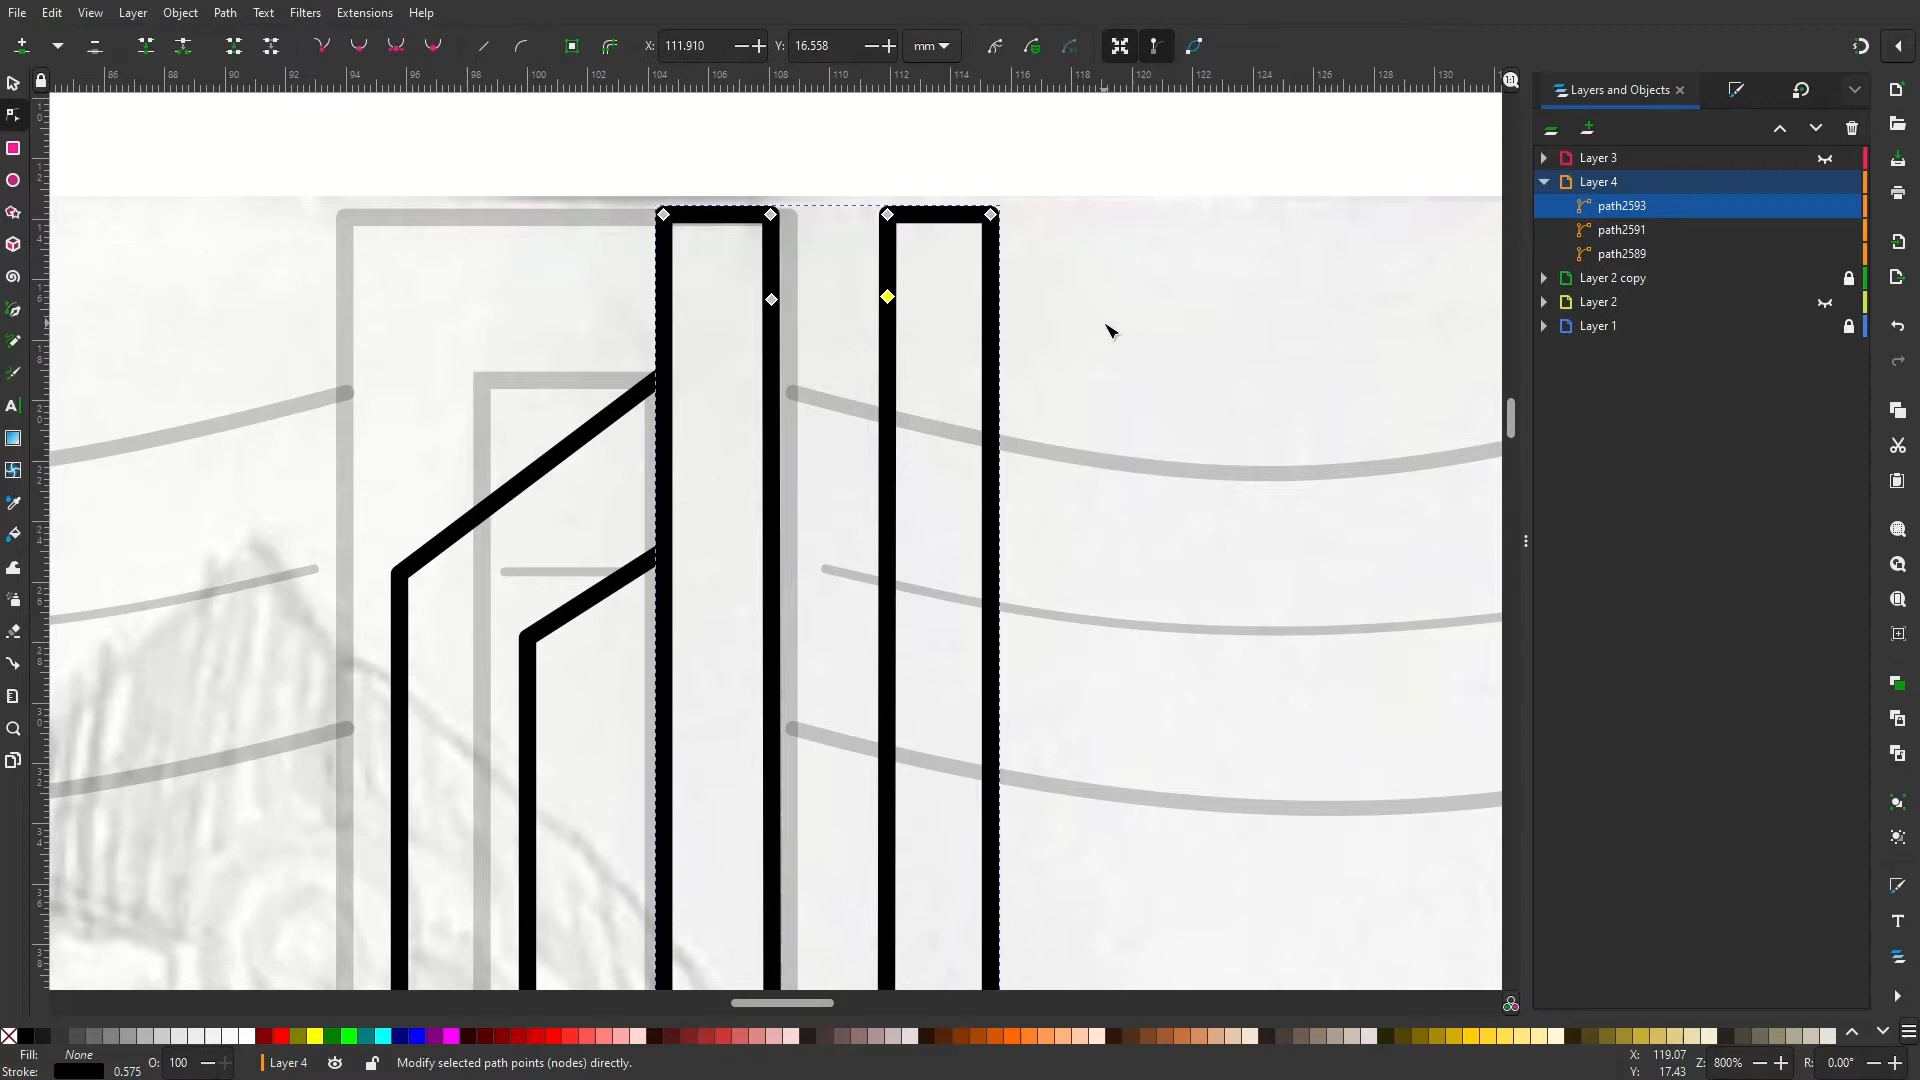 File Edit View Layer Object Path Text Filters Extensions Help
X: 111.910 Y: 16.558 mm
86 88 90 92 94 96 98 100 102 104 106 108 110 112 114 116 118 120 122 124 126 128 130
1:1
Layers and Objects
Layer 3
Layer 4
path2593
path2591
path2589
Layer 2 copy
Layer 2
Layer 1
Fill: None
Stroke: 0.575
O: 100
Layer 4
Modify selected path points (nodes) directly.
X: 119.07
Y: 17.43
Z: 800%
R: 0.00°